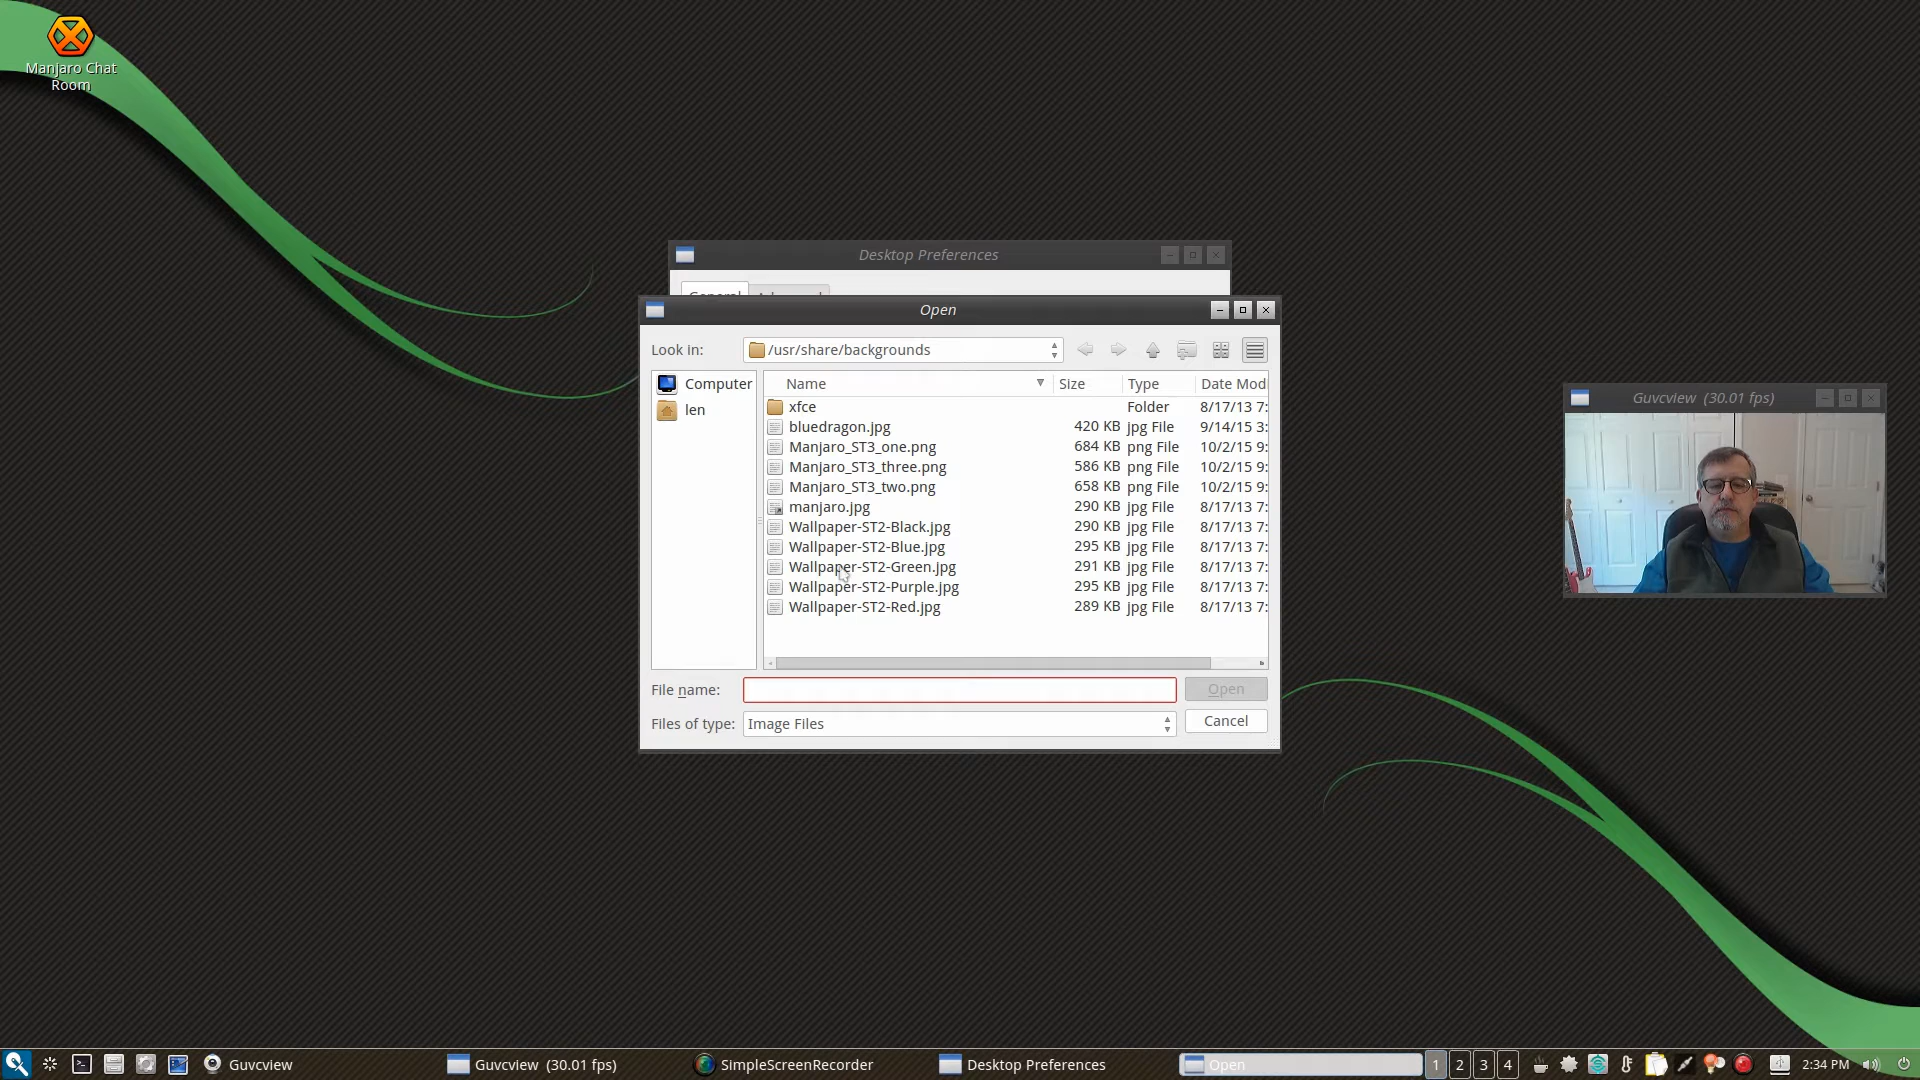 Manjaro Chat
Room
Desktop Preferences
Open
Look in: /usr/share/backgrounds
Computer
len
Name Size Type Date Modi
xfce Folder 8/17/13 7:
bluedragon.jpg 420 KB jpg File 9/14/15 3:
Manjaro_ST3_one.png 684 KB png File 10/2/15 9:
Manjaro_ST3_three.png 586 KB png File 10/2/15 9:
Manjaro_ST3_two.png 658 KB png File 10/2/15 9:
manjaro.jpg 290 KB jpg File 8/17/13 7:
Wallpaper-ST2-Black.jpg 290 KB jpg File 8/17/13 7:
Wallpaper-ST2-Blue.jpg 295 KB jpg File 8/17/13 7:
Wallpaper-ST2-Green.jpg 291 KB jpg File 8/17/13 7:
Wallpaper-ST2-Purple.jpg 295 KB jpg File 8/17/13 7:
Wallpaper-ST2-Red.jpg 289 KB jpg File 8/17/13 7:
File name: Open
Files of type: Image Files Cancel
Guvcview (30.01 fps)
Guvcview Guvcview (30.01 fps) SimpleScreenRecorder Desktop Preferences Open 1 2 3 4 2:34 PM